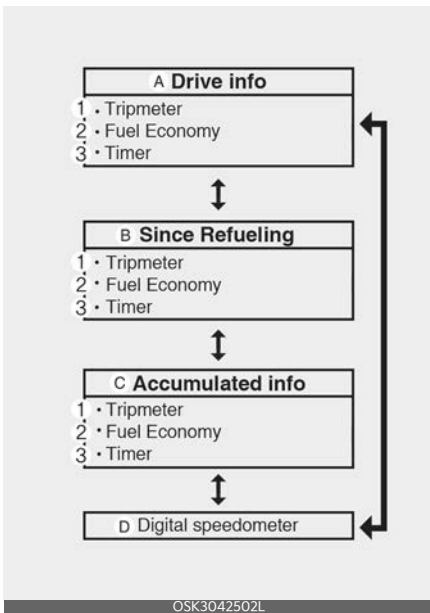 A Drive info
1 • Tripmeter
2 • Fuel Economy
3 • Timer
B Since Refueling
1 • Tripmeter
2 • Fuel Economy
3 • Timer
C Accumulated info
1 • Tripmeter
2 • Fuel Economy
3 • Timer
D Digital speedometer
OSK3042502L